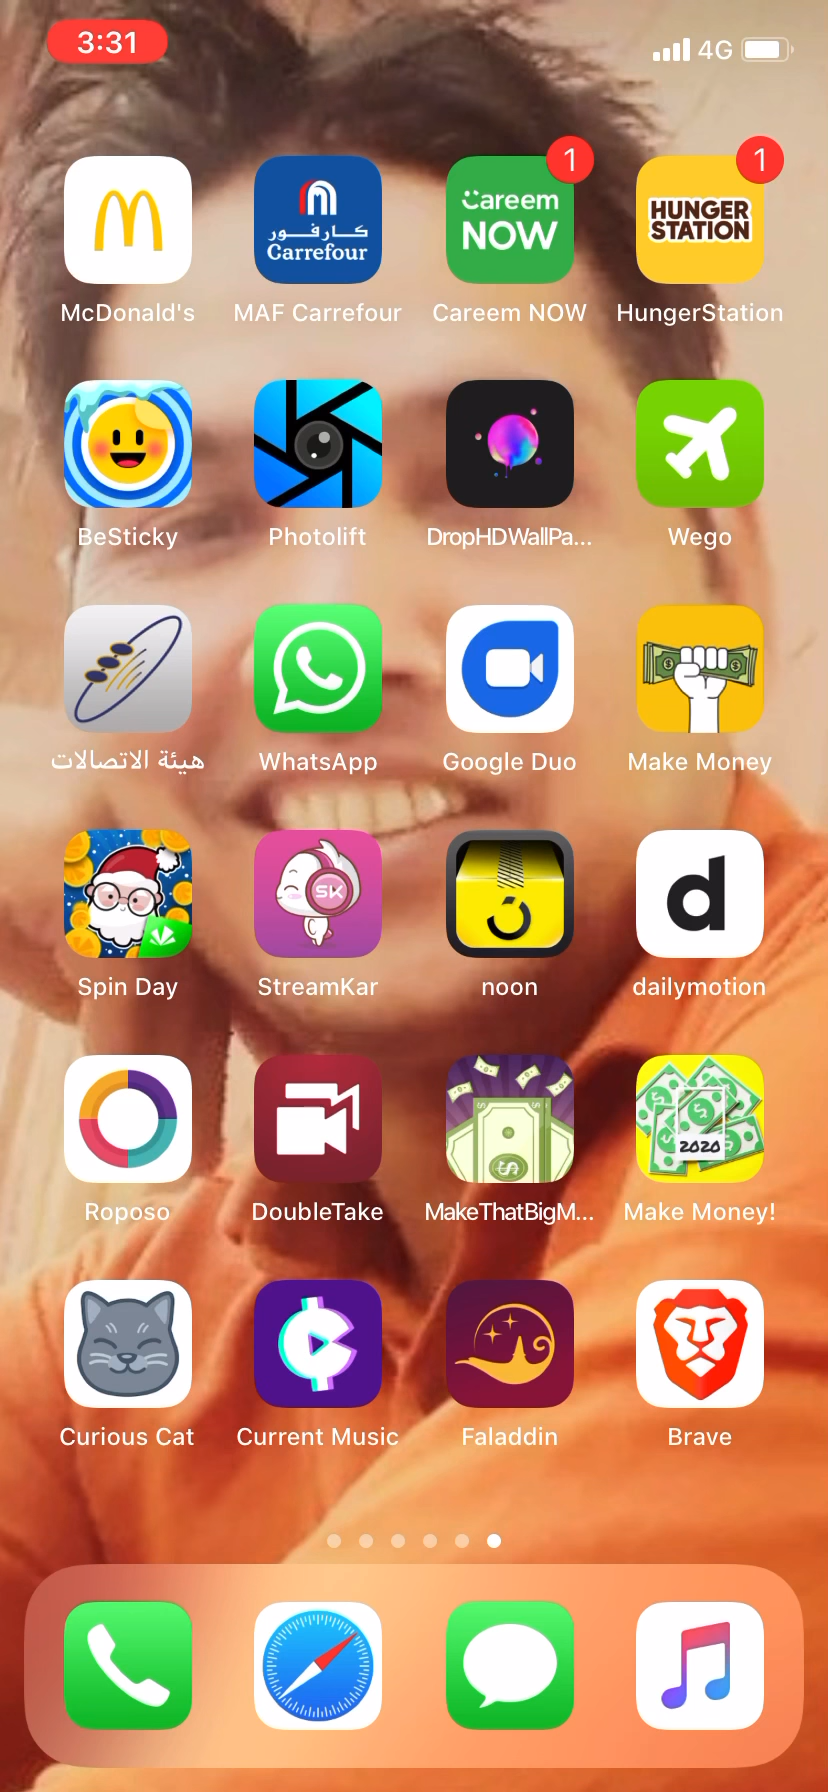 3:31
4G
1
1
كارفور
Carrefour
Careem
NOW
HUNGER
STATION
McDonald's
MAF Carrefour
Careem NOW
HungerStation
BeSticky
Photolift
DropHDWallPa...
Wego
هيئة الاتصالات
WhatsApp
Google Duo
Make Money
SK
d
Spin Day
StreamKar
noon
dailymotion
2020
Roposo
DoubleTake
MakeThatBigM...
Make Money!
Curious Cat
Current Music
Faladdin
Brave